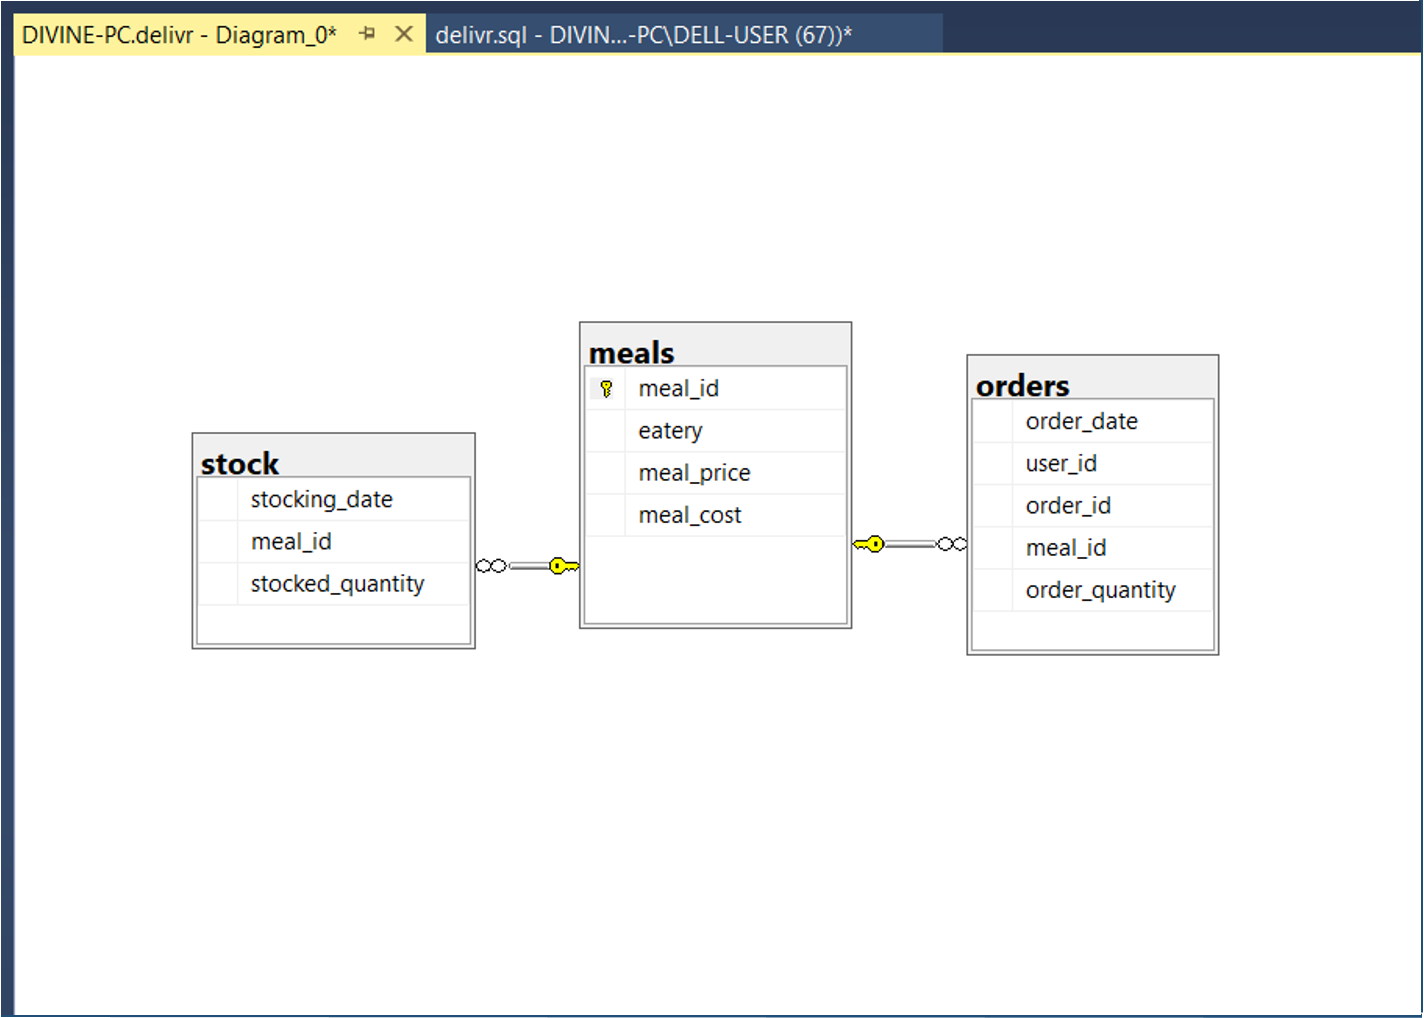 DIVINE-PC.delivr - Diagram_0*
delivr.sql - DIVIN...-PC\DELL-USER (67))*
stock
stocking_date
meal_id
stocked_quantity
meals
meal_id
eatery
meal_price
meal_cost
orders
order_date
user_id
order_id
meal_id
order_quantity